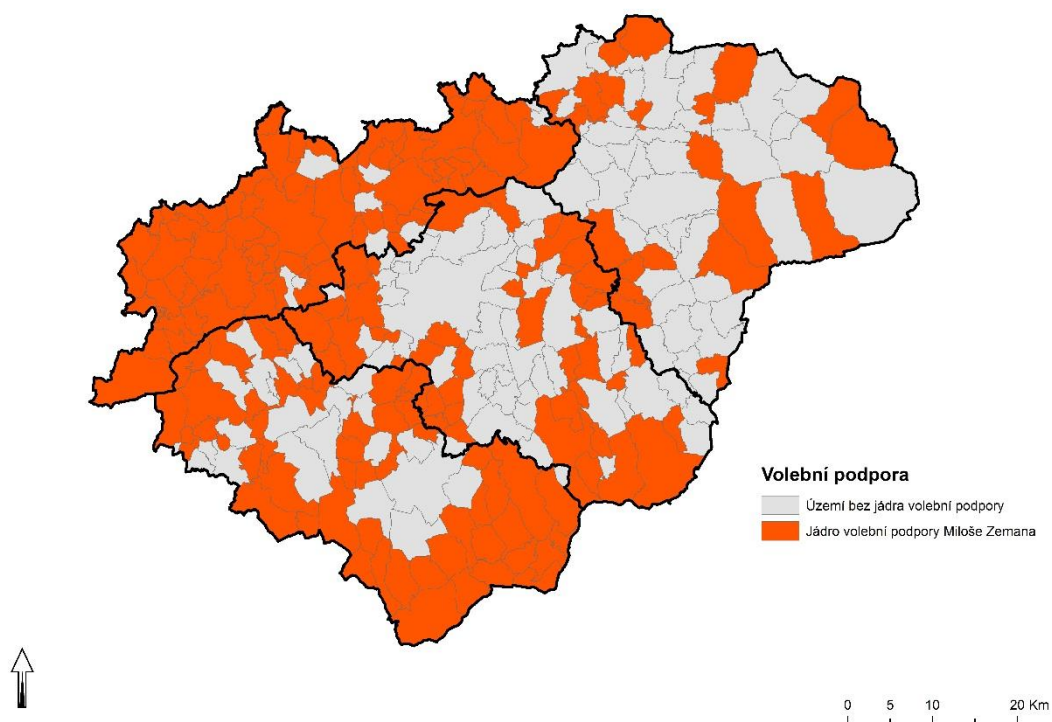 Volební podpora
Území bez jádra volební podpory
Jádro volební podpory Miloše Zemana
0 5 10 20 Km